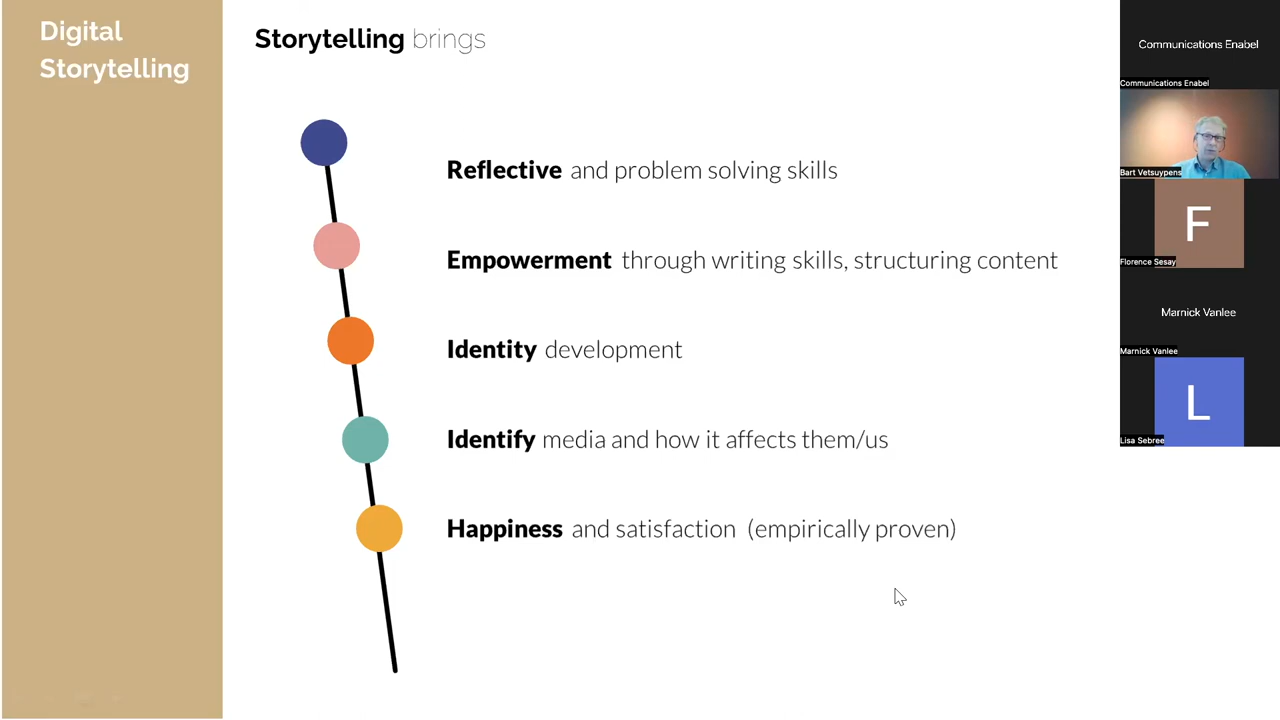 Digital
Storytelling
Storytelling brings
Reflective and problem solving skills
Empowerment through writing skills, structuring content
Identity development
Identify media and how it affects them/us
Happiness and satisfaction (empirically proven)
Communications Enabel
Communications Enabel
Bart Vetsuypens
F
Florence Sesay
Marnick Vanlee
Marnick Vanlee
L
Lisa Sebree